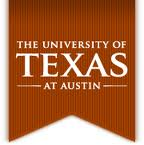 THE UNIVERSITY OF
TEXAS
AT AUSTIN